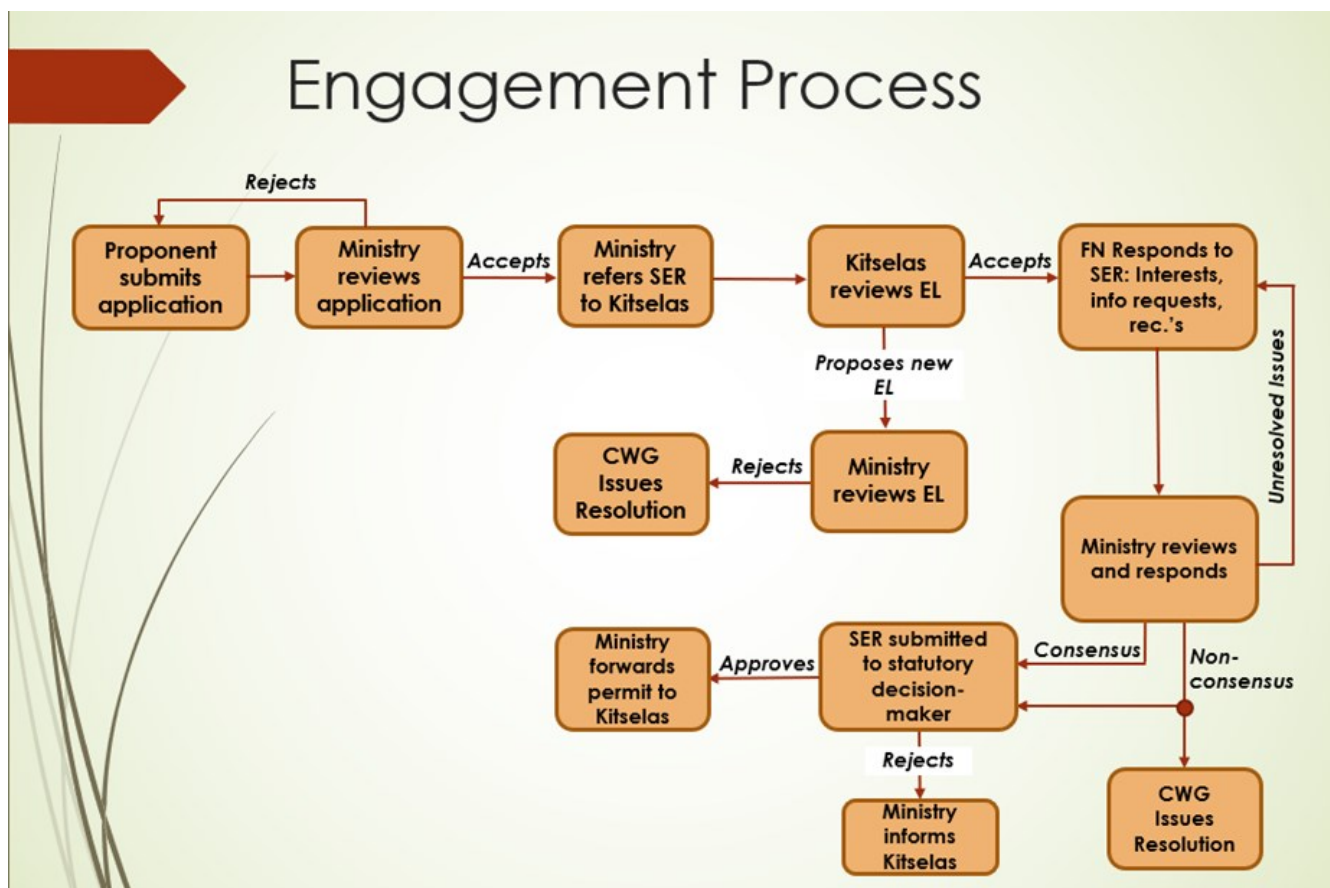 Engagement Process
Rejects
Proponent
submits
application
Ministry
reviews
application
Accepts
Ministry
refers SER
to Kitselas
Kitselas
reviews EL
Accepts
FN Responds to
SER: Interests,
info requests,
rec.'s
Proposes new
EL
Unresolved Issues
CWG
Issues
Resolution
Rejects
Ministry
reviews EL
Ministry reviews
and responds
Ministry
forwards
permit to
Kitselas
Approves
SER submitted
to statutory
decision-
maker
Consensus
Non-
consensus
Rejects
Ministry
informs
Kitselas
CWG
Issues
Resolution